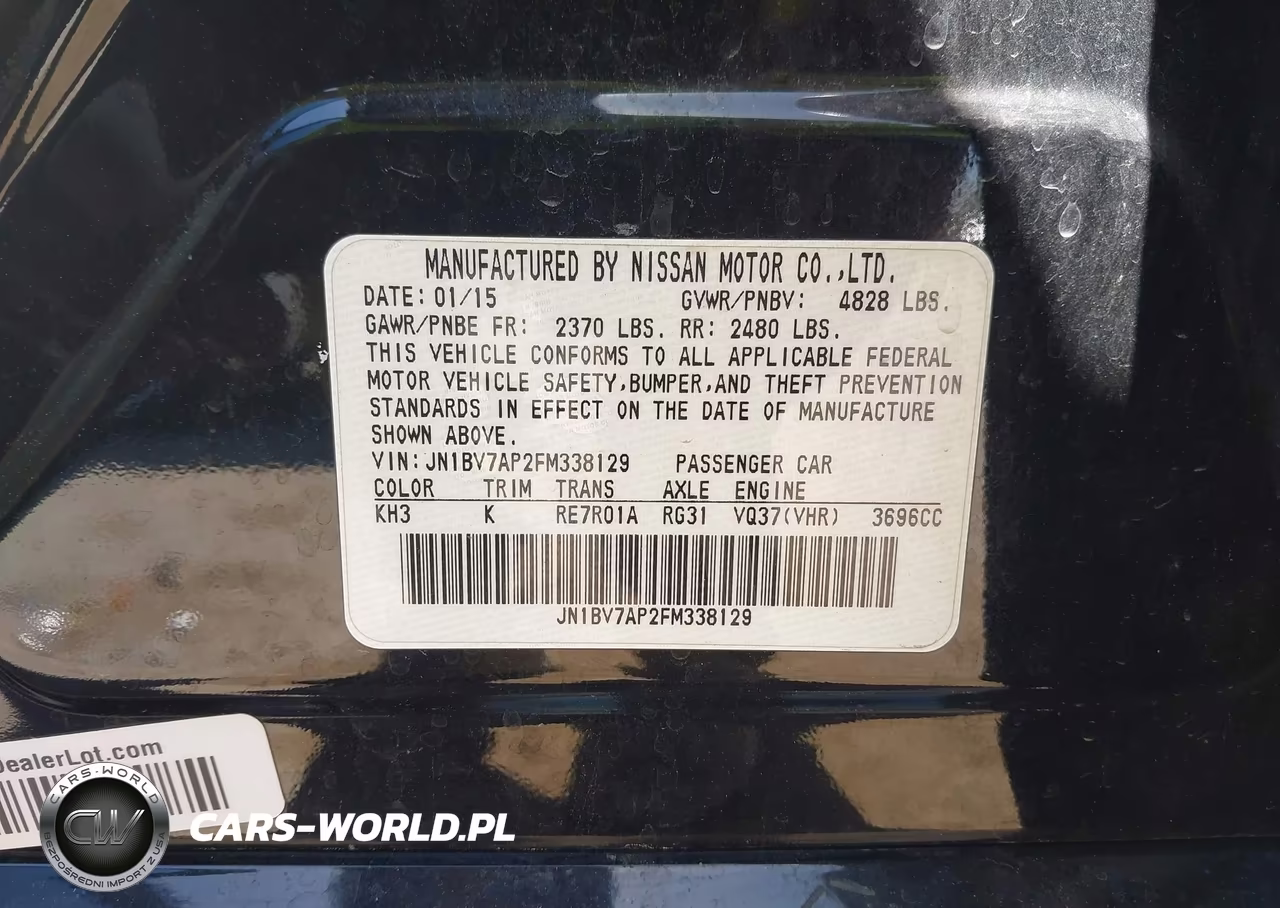 MANUFACTURED BY NISSAN MOTOR CO.,LTD.
DATE: 01/15 GVWR/PNBV: 4828 LBS.
GAWR/PNBE FR: 2370 LBS. RR: 2480 LBS.
THIS VEHICLE CONFORMS TO ALL APPLICABLE FEDERAL
MOTOR VEHICLE SAFETY,BUMPER,AND THEFT PREVENTION
STANDARDS IN EFFECT ON THE DATE OF MANUFACTURE
SHOWN ABOVE.
VIN:JN1BV7AP2FM338129 PASSENGER CAR
COLOR TRIM TRANS AXLE ENGINE
KH3 K RE7R01A RG31 VQ37(VHR) 3696CC
JN1BV7AP2FM338129
DealerLot.com
CARS-WORLD
CW
BEZPOŚREDNI IMPORT Z USA
CARS-WORLD.PL